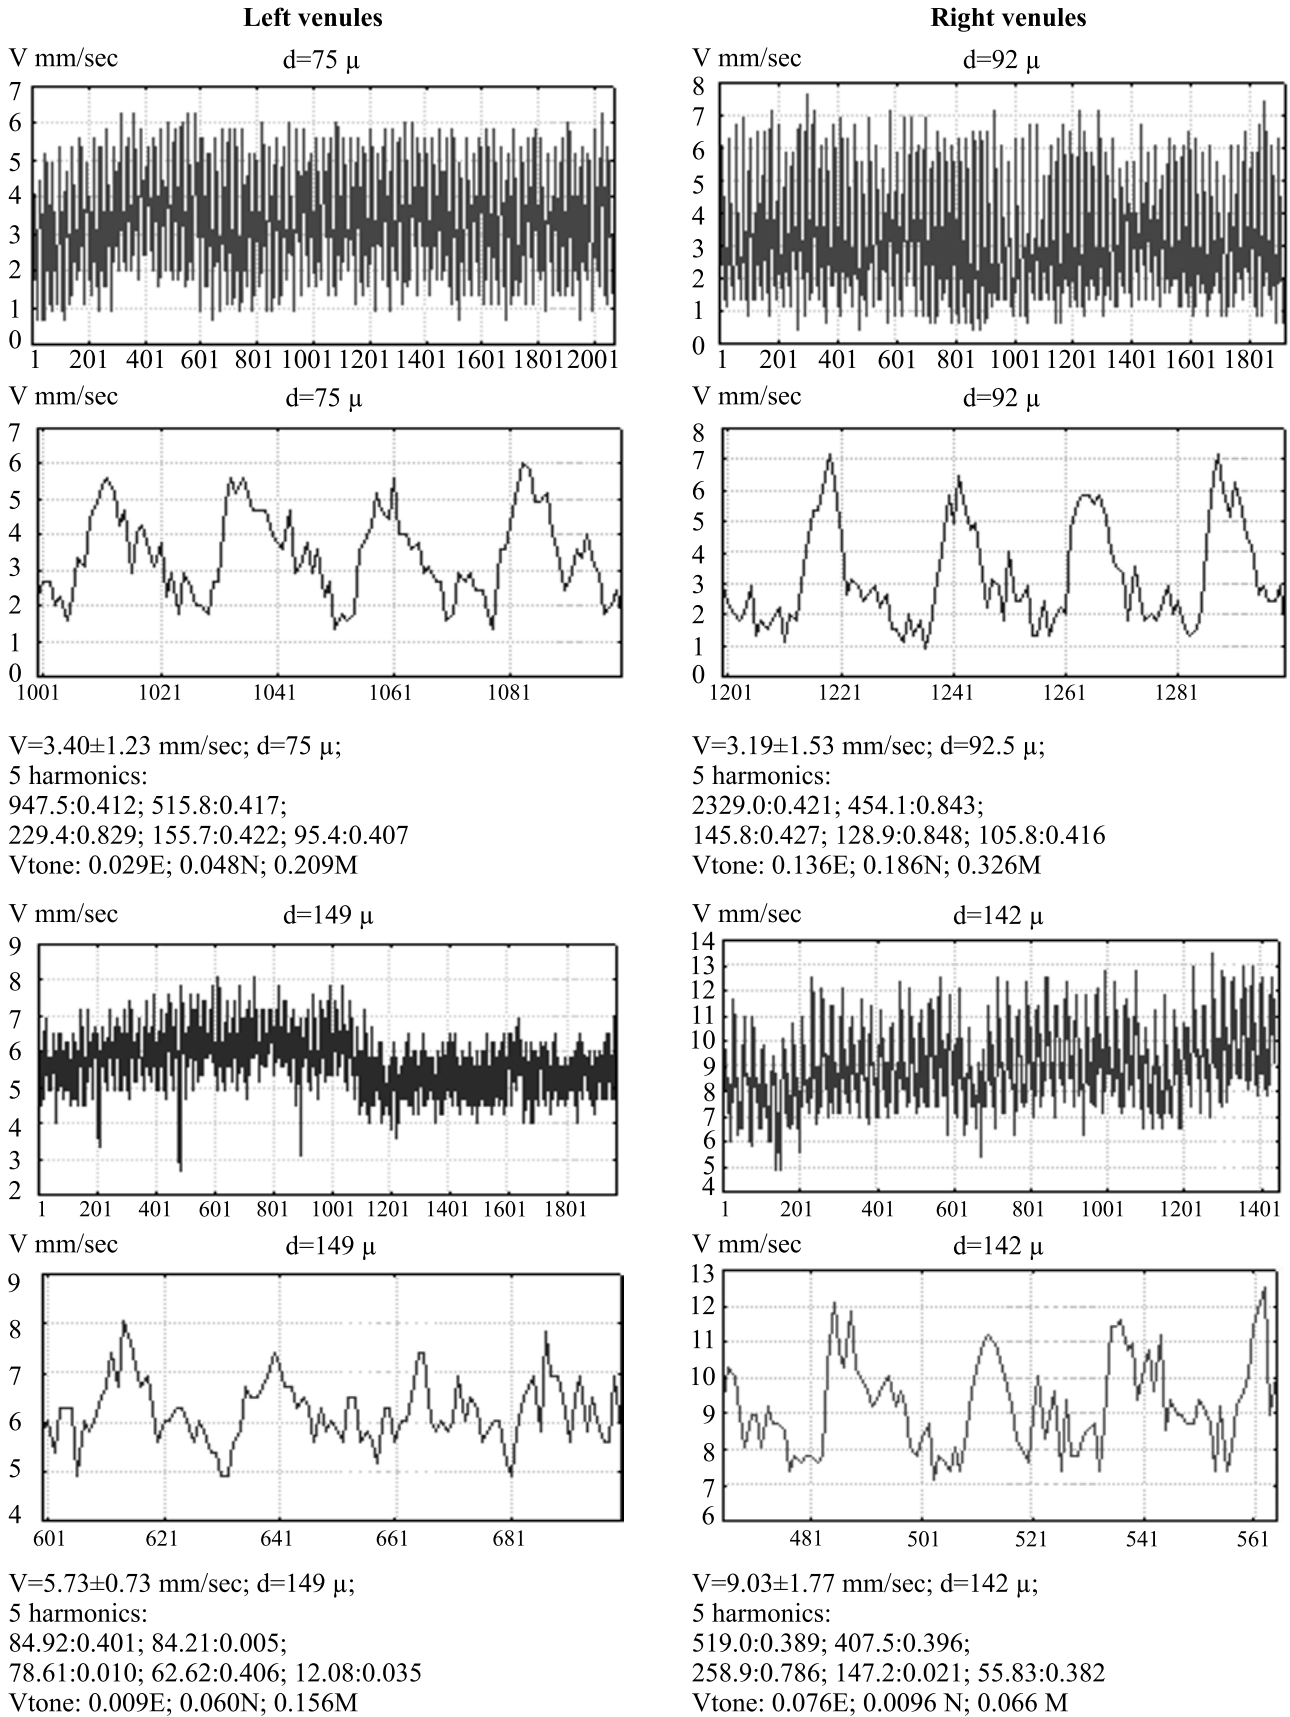 Left venules
Right venules
V mm/sec
d=75 µ
V mm/sec
d=92 µ
7
6
5
4
3
2
1
0
1 201 401 601 801 1001 1201 1401 1601 1801 2001
8
7
6
5
4
3
2
1
0
1 201 401 601 801 1001 1201 1401 1601 1801
V mm/sec
d=75 µ
V mm/sec
d=92 µ
7
6
5
4
3
2
1
0
1001 1021 1041 1061 1081
8
7
6
5
4
3
2
1
0
1201 1221 1241 1261 1281
V=3.40±1.23 mm/sec; d=75 µ;
5 harmonics:
947.5:0.412; 515.8:0.417;
229.4:0.829; 155.7:0.422; 95.4:0.407
Vtone: 0.029E; 0.048N; 0.209M
V=3.19±1.53 mm/sec; d=92.5 µ;
5 harmonics:
2329.0:0.421; 454.1:0.843;
145.8:0.427; 128.9:0.848; 105.8:0.416
Vtone: 0.136E; 0.186N; 0.326M
V mm/sec
d=149 µ
V mm/sec
d=142 µ
9
8
7
6
5
4
3
2
1 201 401 601 801 1001 1201 1401 1601 1801
14
13
12
11
10
9
8
7
6
5
4
1 201 401 601 801 1001 1201 1401
V mm/sec
d=149 µ
V mm/sec
d=142 µ
9
8
7
6
5
4
601 621 641 661 681
13
12
11
10
9
8
7
6
481 501 521 541 561
V=5.73±0.73 mm/sec; d=149 µ;
5 harmonics:
84.92:0.401; 84.21:0.005;
78.61:0.010; 62.62:0.406; 12.08:0.035
Vtone: 0.009E; 0.060N; 0.156M
V=9.03±1.77 mm/sec; d=142 µ;
5 harmonics:
519.0:0.389; 407.5:0.396;
258.9:0.786; 147.2:0.021; 55.83:0.382
Vtone: 0.076E; 0.0096 N; 0.066 M